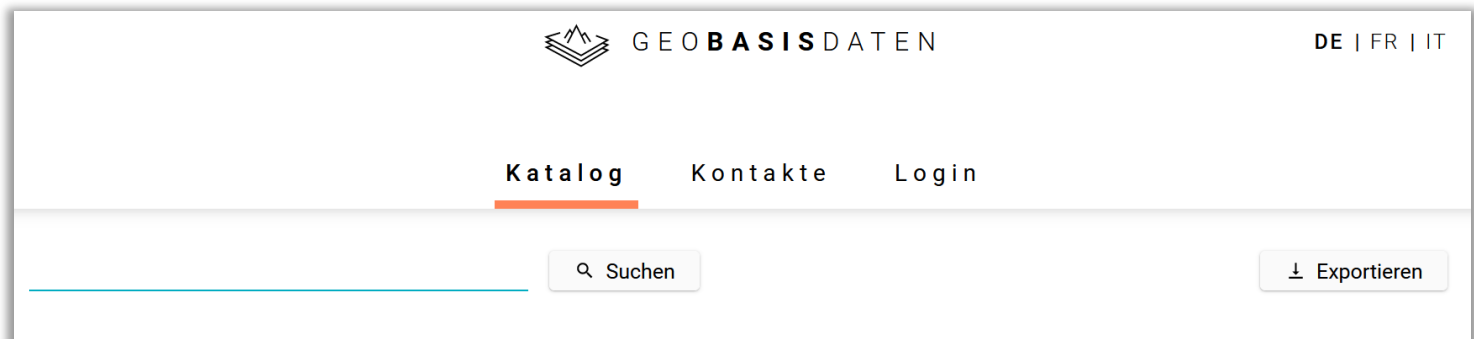 GEOBASISDATEN
DE | FR | IT
Katalog Kontakte Login
Suchen Exportieren